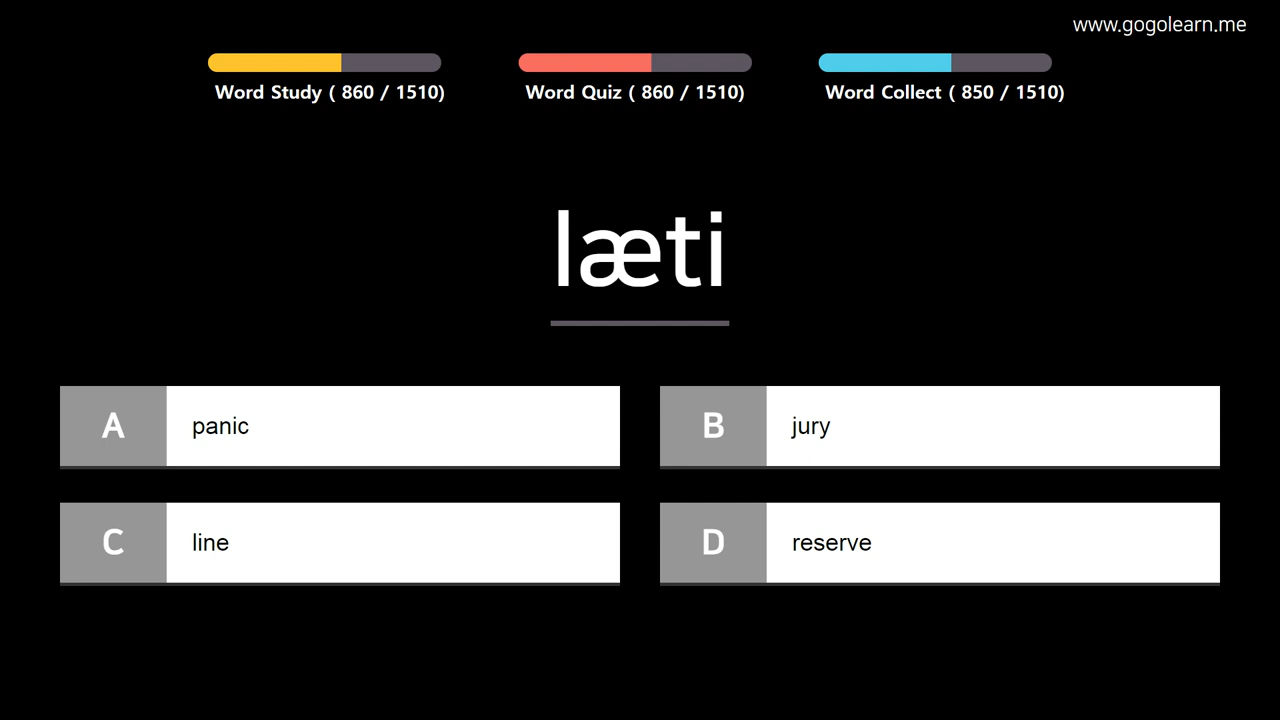 www.gogolearn.me
Word Study ( 860 / 1510)
Word Quiz ( 860 / 1510)
Word Collect ( 850 / 1510)
læti
A panic
B jury
C line
D reserve